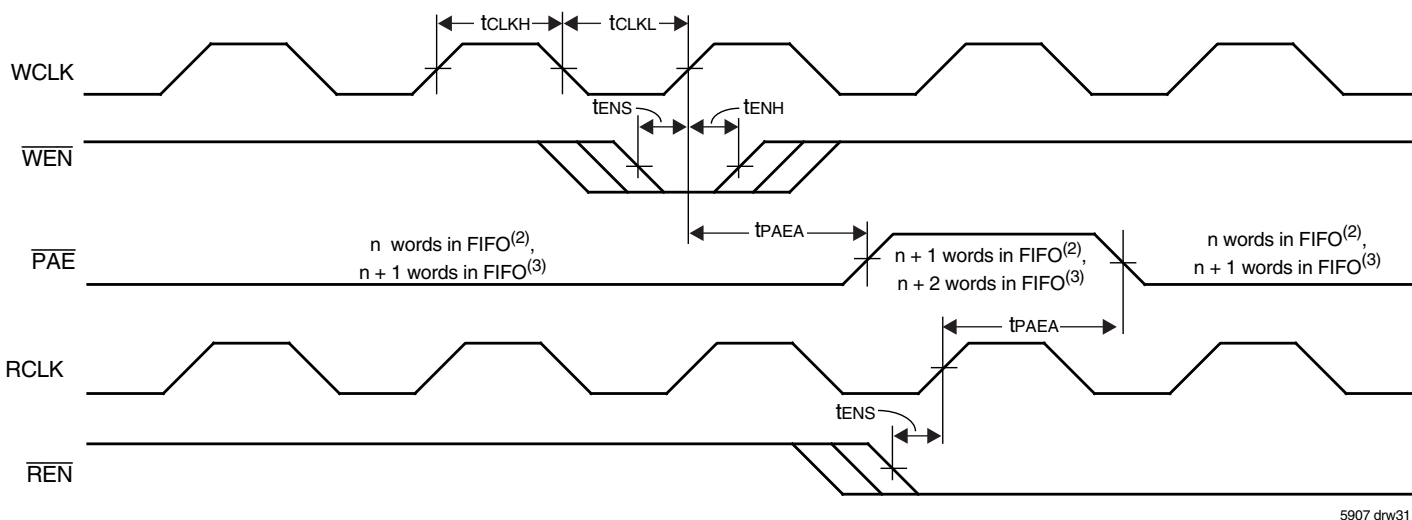 tCLKH
tCLKL
WCLK
tENS
tENH
WEN
tPAEA
PAE
n words in FIFO(2),
n + 1 words in FIFO(3)
n + 1 words in FIFO(2),
n + 2 words in FIFO(3)
n words in FIFO(2),
n + 1 words in FIFO(3)
tPAEA
RCLK
tENS
REN
5907 drw31